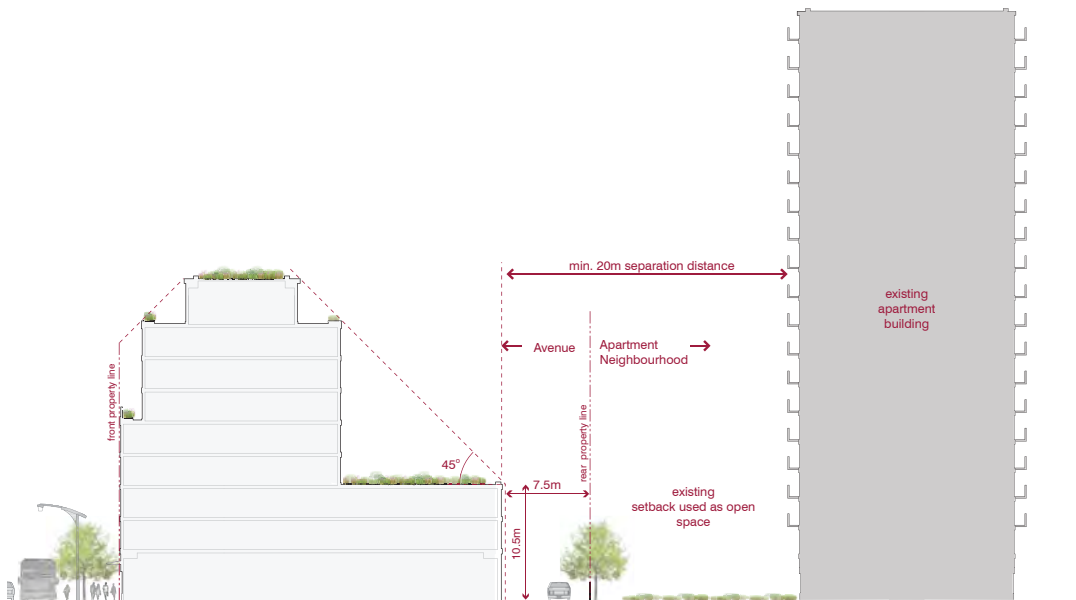 min. 20m separation distance
existing
apartment
building
Avenue
Apartment
Neighbourhood
front property line
rear property line
45°
7.5m
existing
setback used as open
space
10.5m